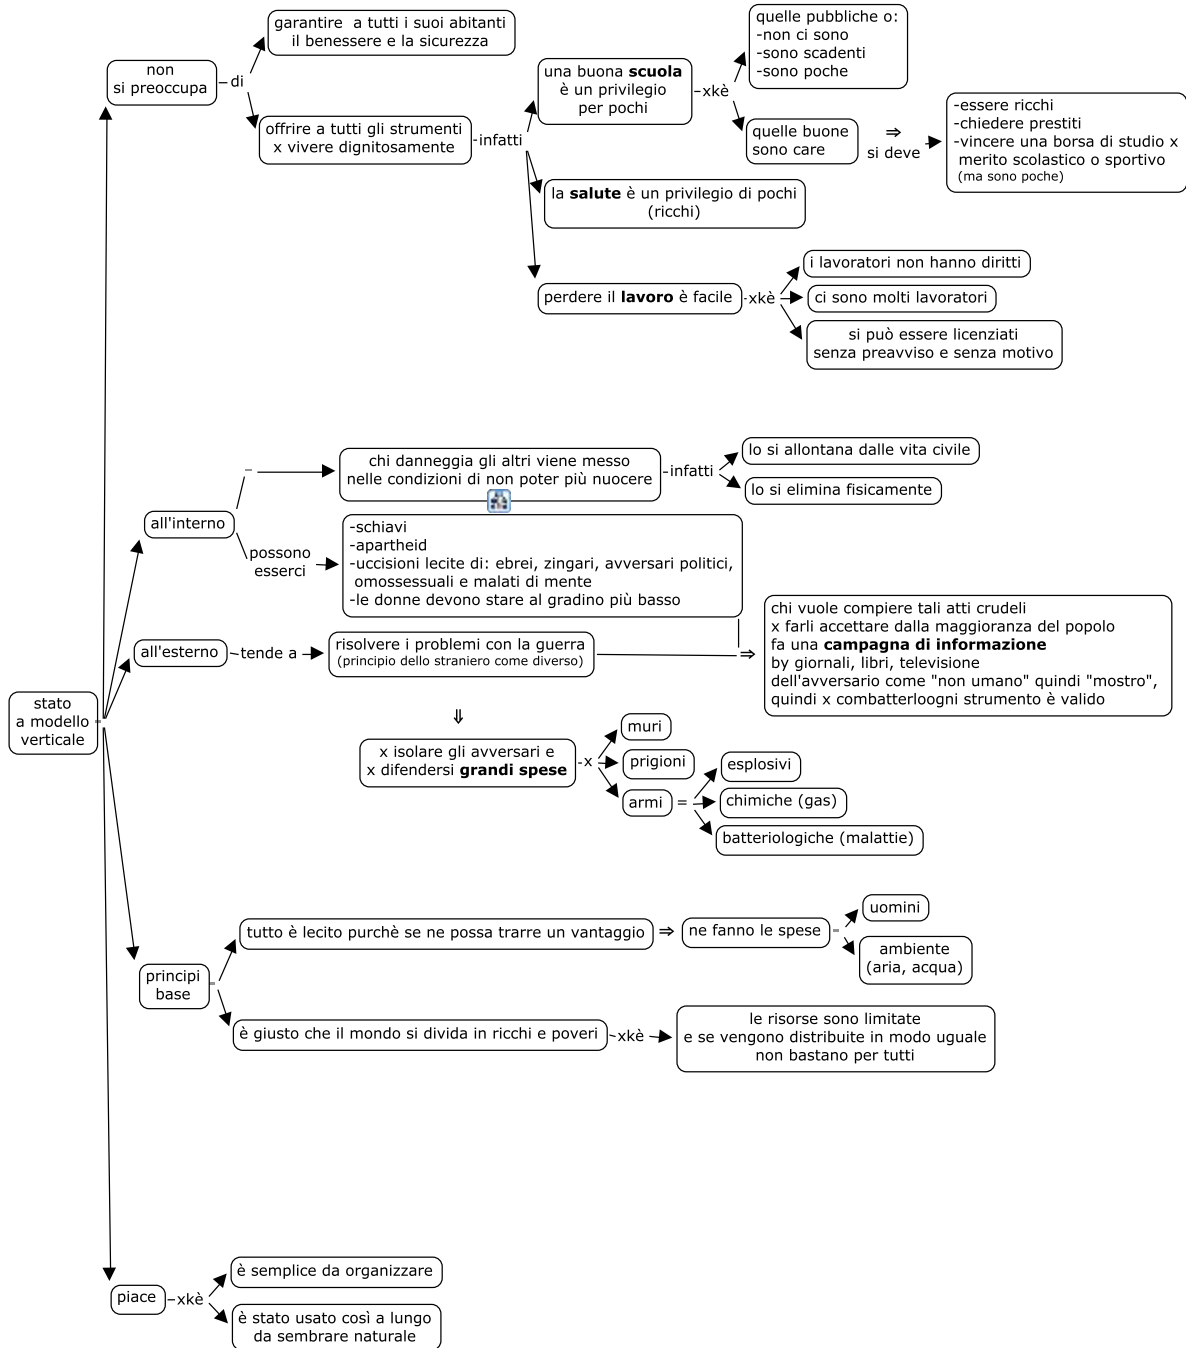 stato
a modello
verticale
non
si preoccupa
di
garantire  a tutti i suoi abitanti
il benessere e la sicurezza
offrire a tutti gli strumenti
x vivere dignitosamente
infatti
una buona scuola
è un privilegio
per pochi
xkè
quelle pubbliche o:
-non ci sono
-sono scadenti
-sono poche
quelle buone
sono care
⇒
si deve
-essere ricchi
-chiedere prestiti
-vincere una borsa di studio x
merito scolastico o sportivo
(ma sono poche)
la salute è un privilegio di pochi
(ricchi)
perdere il lavoro è facile
xkè
i lavoratori non hanno diritti
ci sono molti lavoratori
si può essere licenziati
senza preavviso e senza motivo
all'interno
=
chi danneggia gli altri viene messo
nelle condizioni di non poter più nuocere
infatti
lo si allontana dalle vita civile
lo si elimina fisicamente
possono
esserci
-schiavi
-apartheid
-uccisioni lecite di: ebrei, zingari, avversari politici,
omossessuali e malati di mente
-le donne devono stare al gradino più basso
all'esterno
tende a
risolvere i problemi con la guerra
(principio dello straniero come diverso)
⇒
chi vuole compiere tali atti crudeli
x farli accettare dalla maggioranza del popolo
fa una campagna di informazione
by giornali, libri, televisione
dell'avversario come "non umano" quindi "mostro",
quindi x combatterloogni strumento è valido
⇓
x isolare gli avversari e
x difendersi grandi spese
x
muri
prigioni
armi
=
esplosivi
chimiche (gas)
batteriologiche (malattie)
principi
base
=
tutto è lecito purchè se ne possa trarre un vantaggio
⇒
ne fanno le spese
=
uomini
ambiente
(aria, acqua)
è giusto che il mondo si divida in ricchi e poveri
xkè
le risorse sono limitate
e se vengono distribuite in modo uguale
non bastano per tutti
piace
xkè
è semplice da organizzare
è stato usato così a lungo
da sembrare naturale